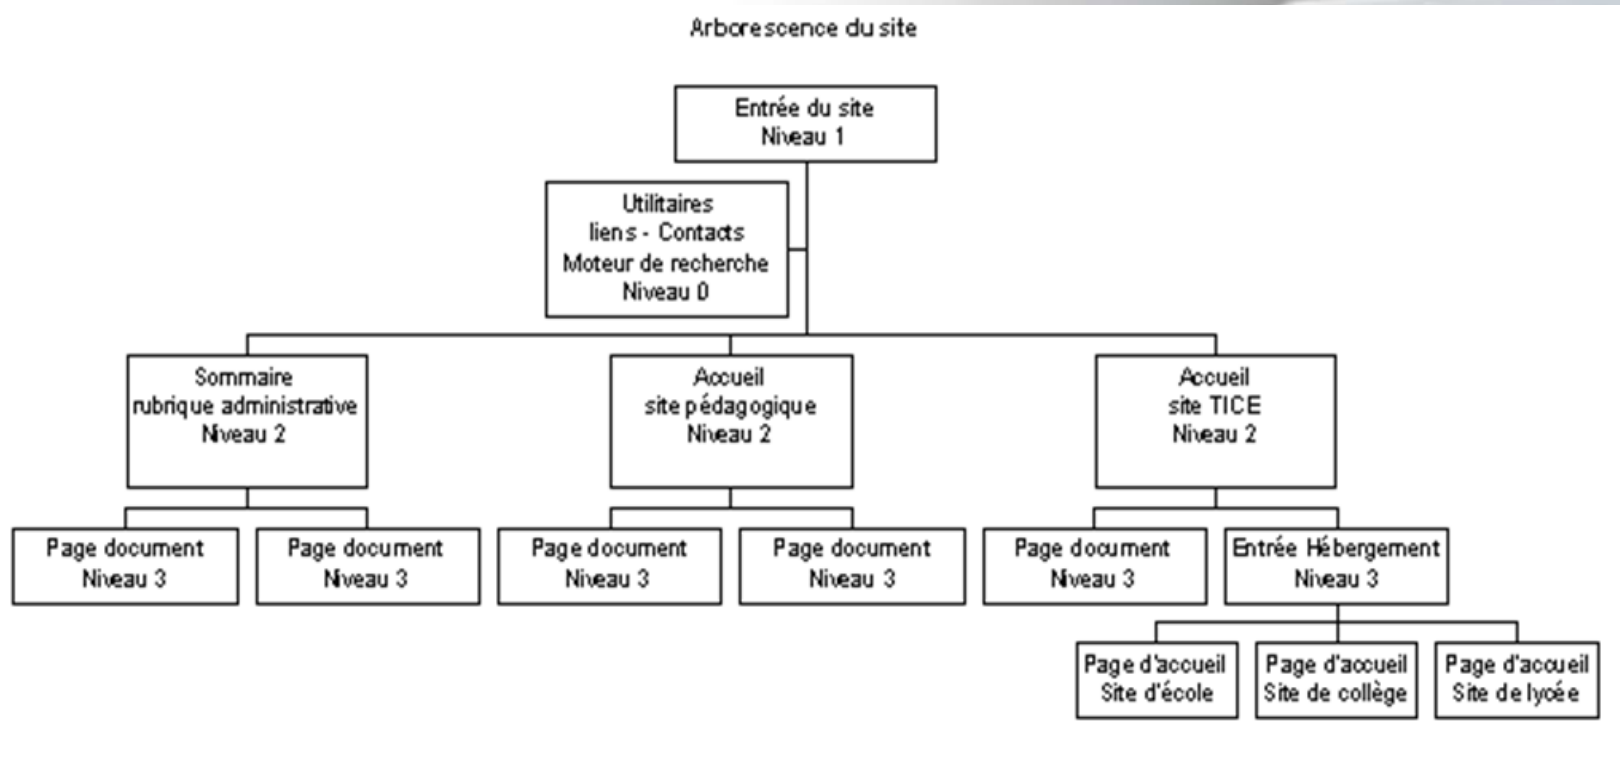 Arborescence du site
Entrée du site
Niveau 1
Utilitaires
liens - Contacts
Moteur de recherche
Niveau 0
Sommaire
rubrique administrative
Niveau 2
Accueil
site pédagogique
Niveau 2
Accueil
site TICE
Niveau 2
Page document
Niveau 3
Page document
Niveau 3
Page document
Niveau 3
Page document
Niveau 3
Page document
Niveau 3
Entrée Hébergement
Niveau 3
Page d'accueil
Site d'école
Page d'accueil
Site de collège
Page d'accueil
Site de lycée